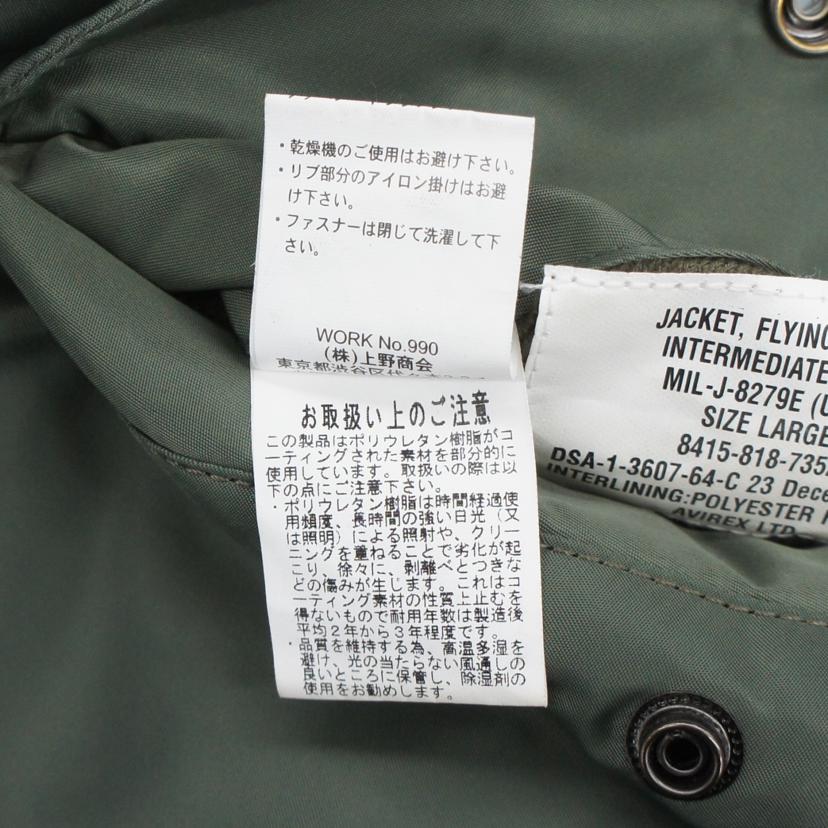 ・乾燥機のご使用はお避け下さい。
・リブ部分のアイロン掛けはお避
け下さい。
・ファスナーは閉じて洗濯して下
さい。
WORK No.990
(株)上野商会
東京都渋谷区代々木
お取扱い上のご注意
この製品はポリウレタン樹脂がコ
ーティングされた素材を部分的に
使用しています。取扱いの際は以
下の点にご注意下さい。
・ポリウレタン樹脂は時間経過使
用頻度、長時間の強い日光（又
は照明）による照射や、クリー
ニングを重ねることで劣化が起
こり、徐々に、剥離べとつきな
どの傷みが生じます。これはコ
ーティング素材の性質上止むを
得ないもので耐用年数は製造後
平均２年から３年程度です。
・品質を維持する為、高温多湿を
避け、光の当たらない風通しの
良いところに保管し、除湿剤の
使用をお勧めします。
JACKET, FLYING
INTERMEDIATE
MIL-J-8279E (U
SIZE LARGE
8415-818-735
DSA-1-3607-64-C 23 Dece
INTERLINING:POLYESTER
AVIREX LTD